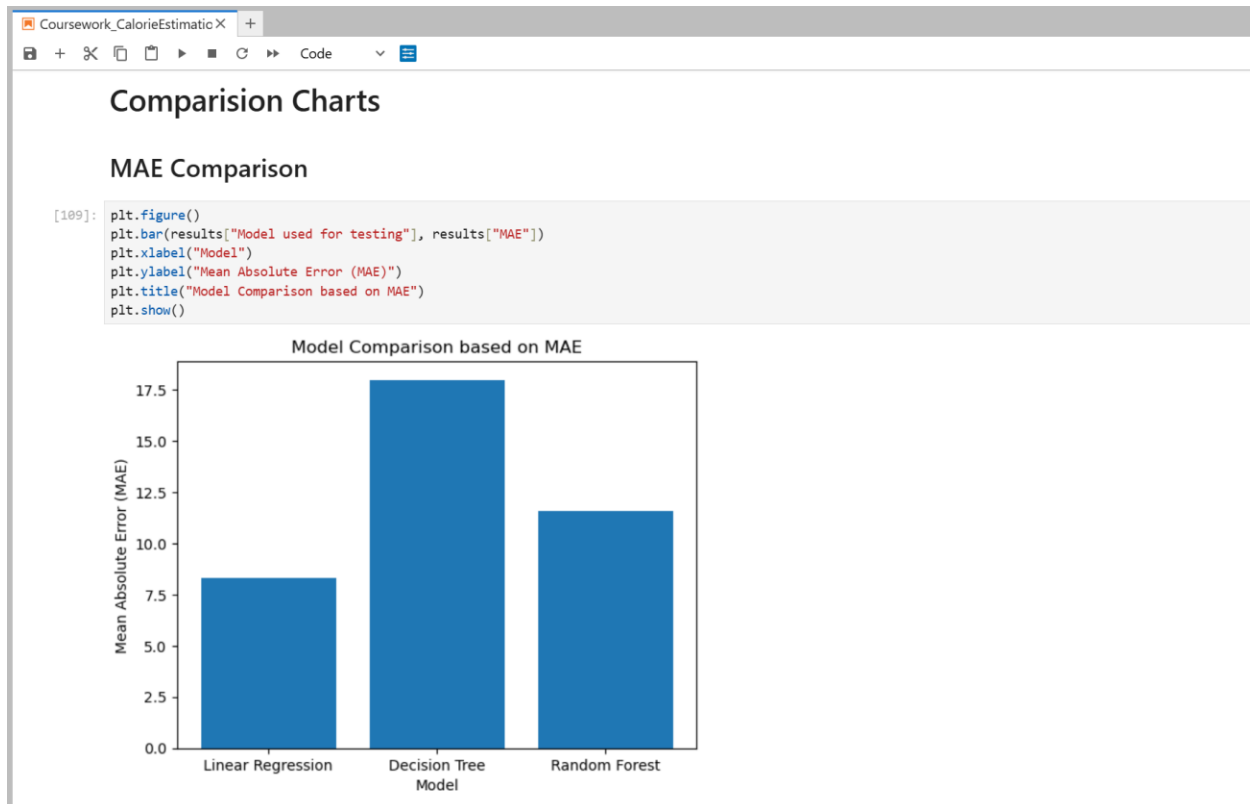 Coursework_CalorieEstimatic
Code
Comparision Charts
MAE Comparison
[109]:
plt.figure()
plt.bar(results["Model used for testing"], results["MAE"])
plt.xlabel("Model")
plt.ylabel("Mean Absolute Error (MAE)")
plt.title("Model Comparison based on MAE")
plt.show()
Model Comparison based on MAE
17.5
15.0
12.5
10.0
7.5
5.0
2.5
0.0
Mean Absolute Error (MAE)
Linear Regression
Decision Tree
Random Forest
Model